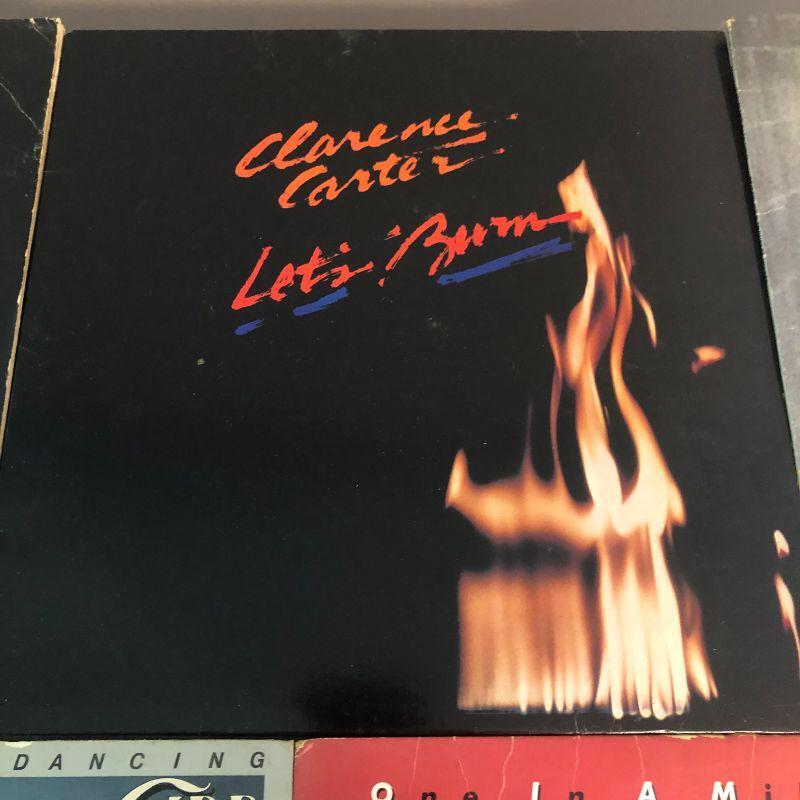 Clarence
Carter
Let's Burn
DANCING
One In A Mi